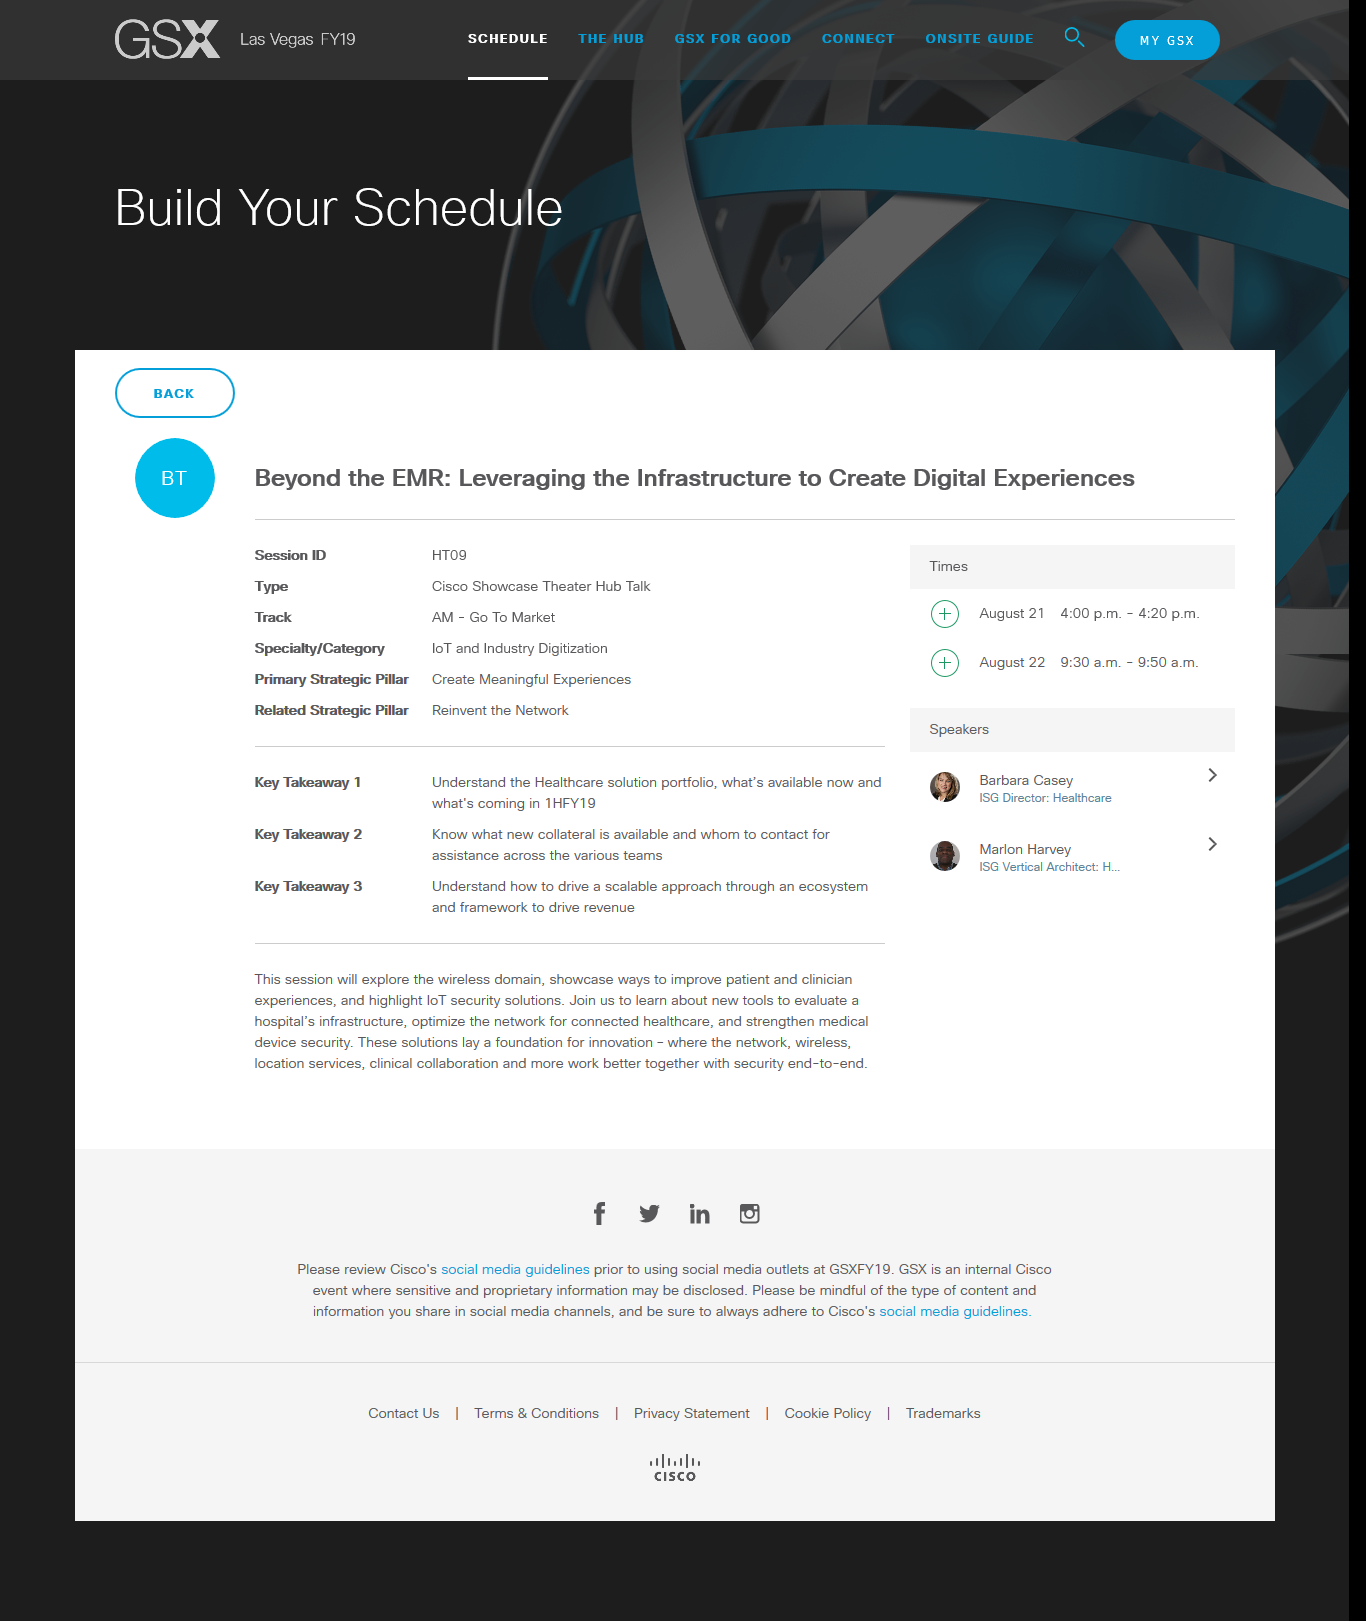 GSX Las Vegas FY19
SCHEDULE THE HUB GSX FOR GOOD CONNECT ONSITE GUIDE MY GSX
Build Your Schedule
BACK
BT
Beyond the EMR: Leveraging the Infrastructure to Create Digital Experiences
Session ID HT09
Type Cisco Showcase Theater Hub Talk
Track AM - Go To Market
Specialty/Category IoT and Industry Digitization
Primary Strategic Pillar Create Meaningful Experiences
Related Strategic Pillar Reinvent the Network
Key Takeaway 1 Understand the Healthcare solution portfolio, what's available now and
what's coming in 1HFY19
Key Takeaway 2 Know what new collateral is available and whom to contact for
assistance across the various teams
Key Takeaway 3 Understand how to drive a scalable approach through an ecosystem
and framework to drive revenue
This session will explore the wireless domain, showcase ways to improve patient and clinician
experiences, and highlight IoT security solutions. Join us to learn about new tools to evaluate a
hospital's infrastructure, optimize the network for connected healthcare, and strengthen medical
device security. These solutions lay a foundation for innovation – where the network, wireless,
location services, clinical collaboration and more work better together with security end-to-end.
Times
August 21 4:00 p.m. - 4:20 p.m.
August 22 9:30 a.m. - 9:50 a.m.
Speakers
Barbara Casey
ISG Director: Healthcare
Marlon Harvey
ISG Vertical Architect: H...
Please review Cisco's social media guidelines prior to using social media outlets at GSXFY19. GSX is an internal Cisco
event where sensitive and proprietary information may be disclosed. Please be mindful of the type of content and
information you share in social media channels, and be sure to always adhere to Cisco's social media guidelines.
Contact Us | Terms & Conditions | Privacy Statement | Cookie Policy | Trademarks
CISCO